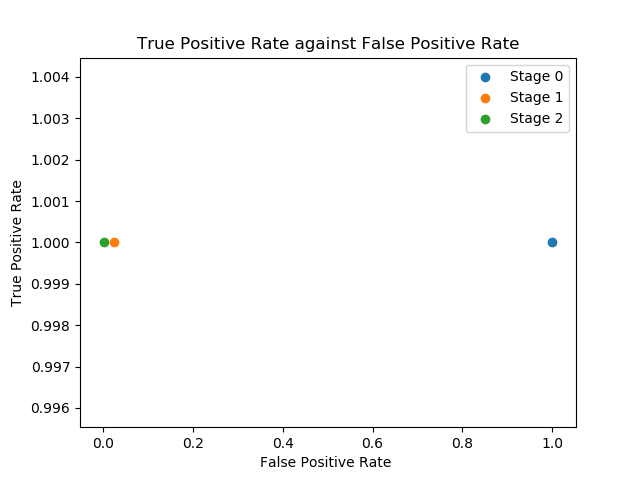 True Positive Rate against False Positive Rate
Stage 0
Stage 1
Stage 2
True Positive Rate
1.004
1.003
1.002
1.001
1.000
0.999
0.998
0.997
0.996
0.0 0.2 0.4 0.6 0.8 1.0
False Positive Rate